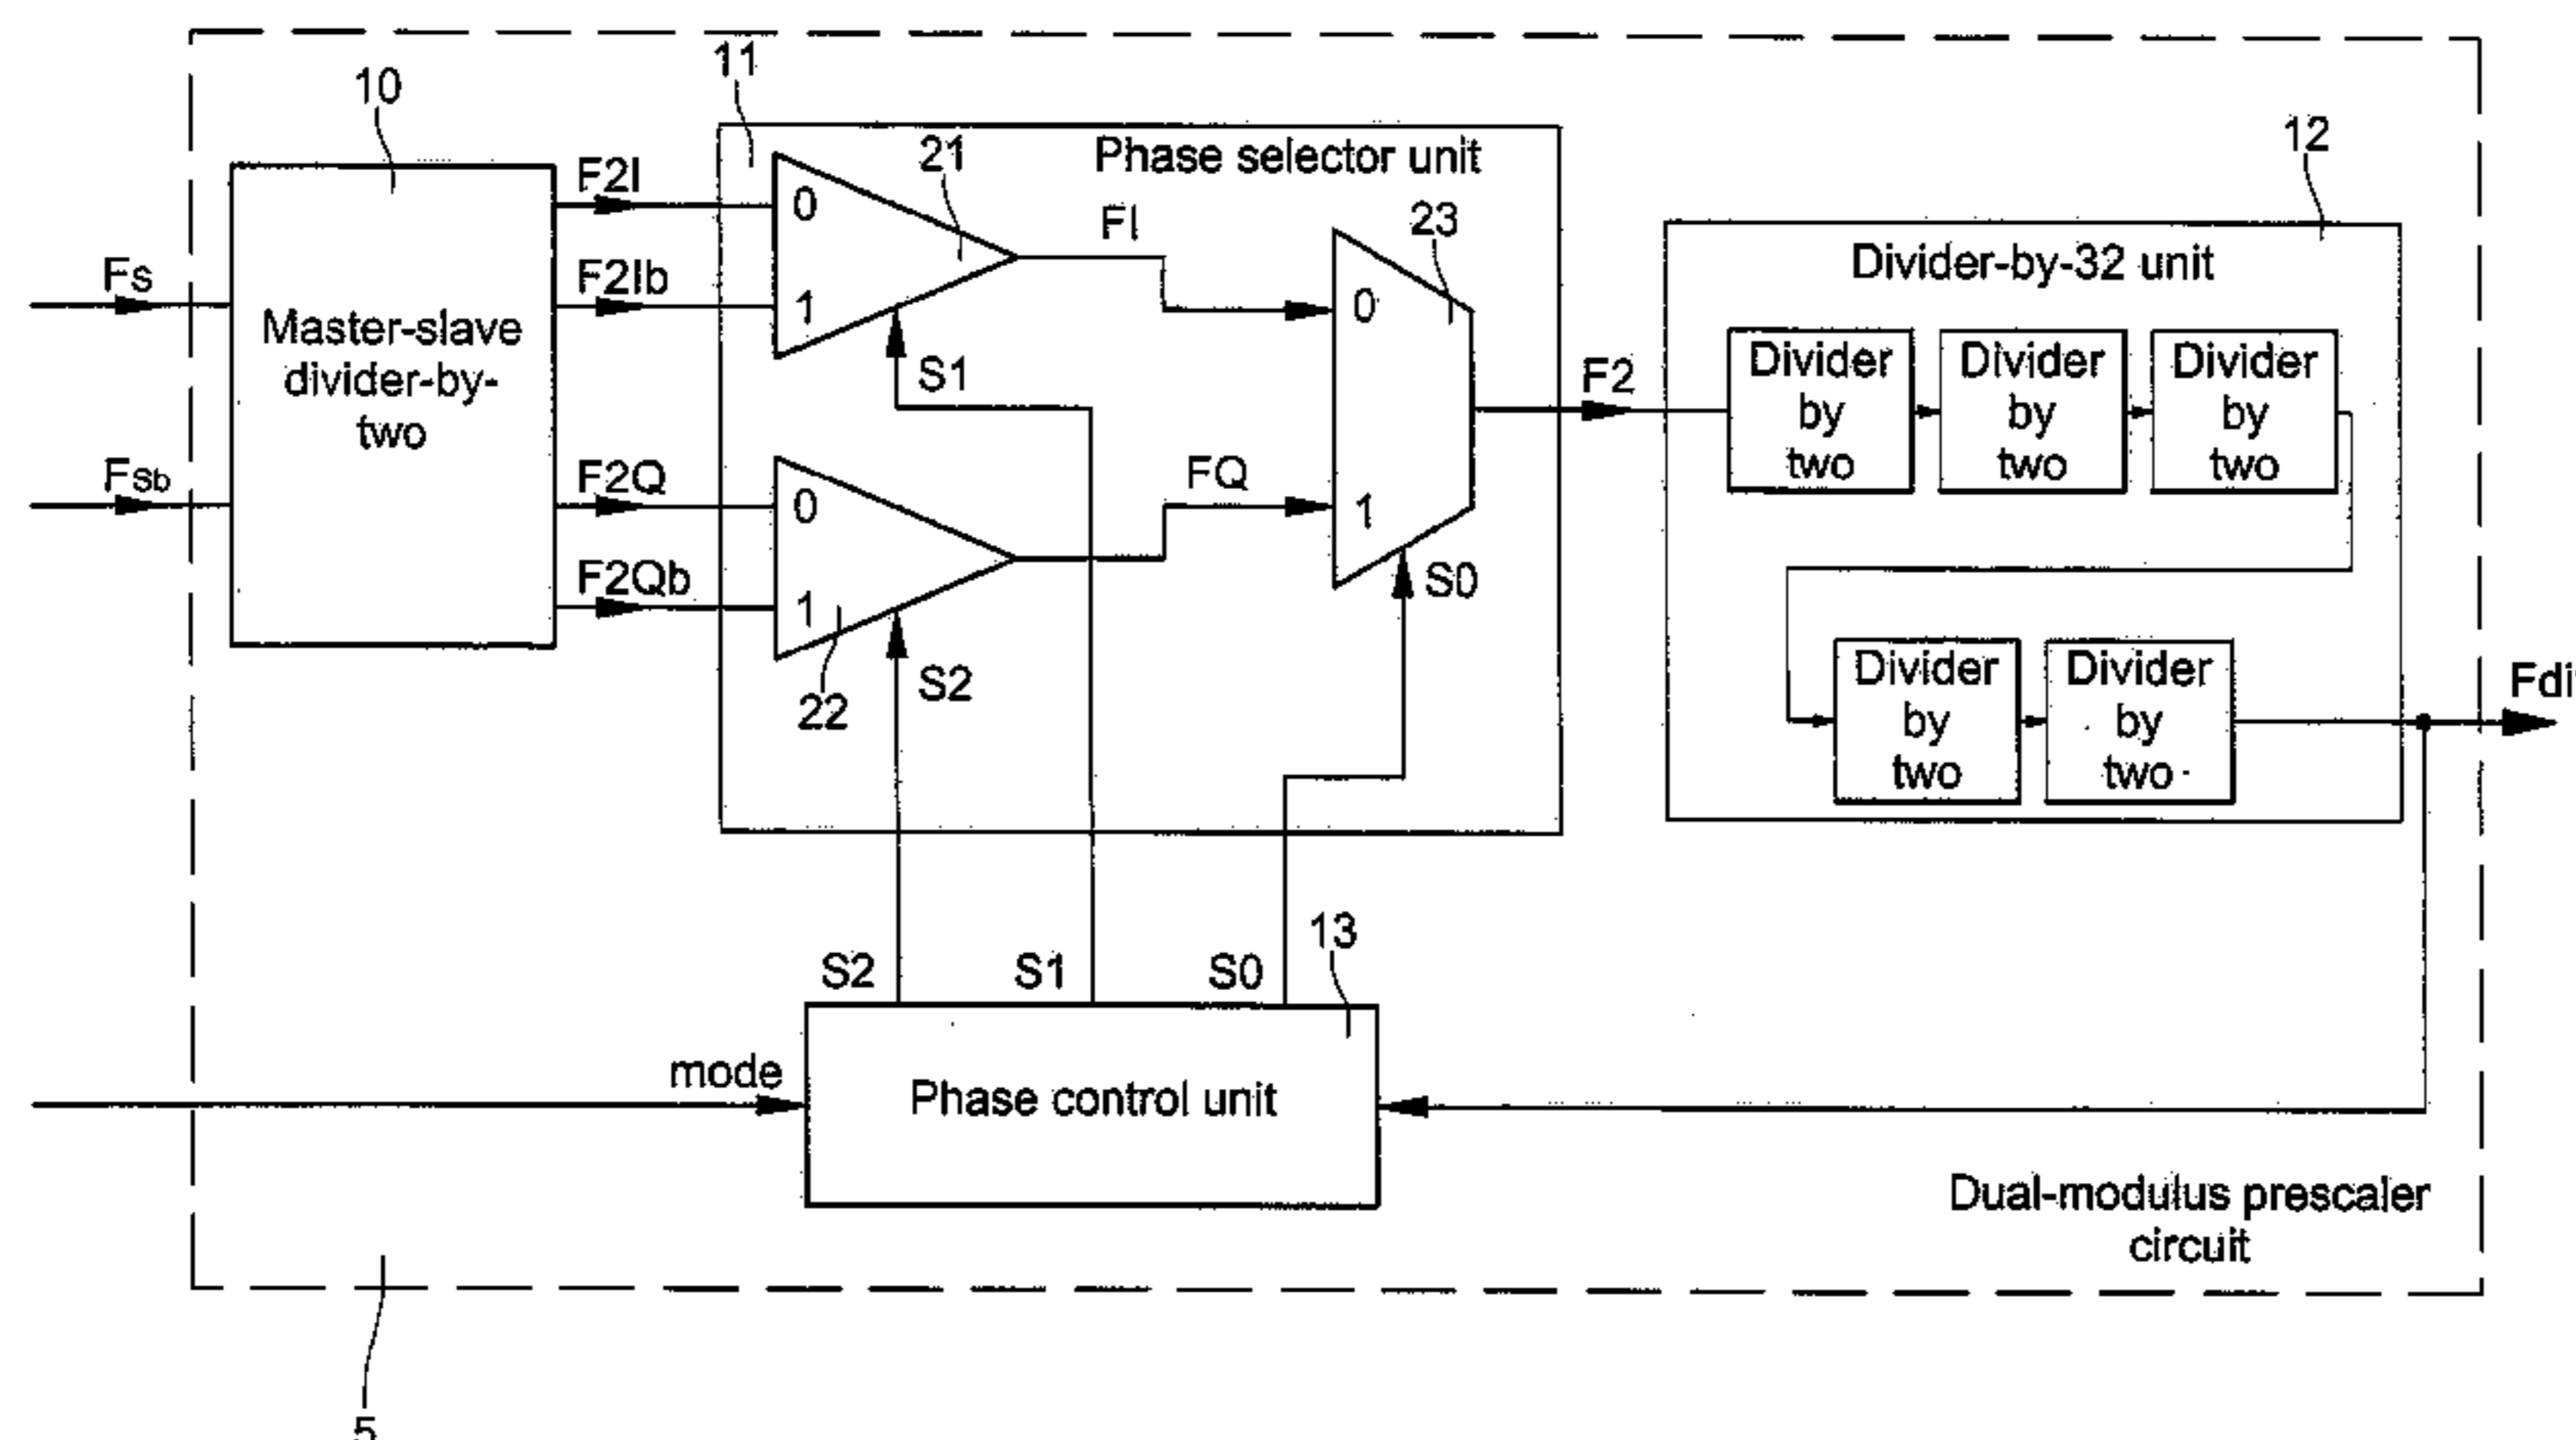 10
11
21
Phase selector unit
23
12
F2I
0
FI
Fs
F2Ib
1
0
Divider-by-32 unit
Master-slave
divider-by-
two
S1
F2
Divider
by
two
Divider
by
two
Divider
by
two
Fsb
F2Q
0
FQ
1
F2Qb
1
S0
22
S2
Divider
by
two
Divider
by
two
Fdi
S2
S1
S0
13
mode
Phase control unit
Dual-modulus prescaler
circuit
5